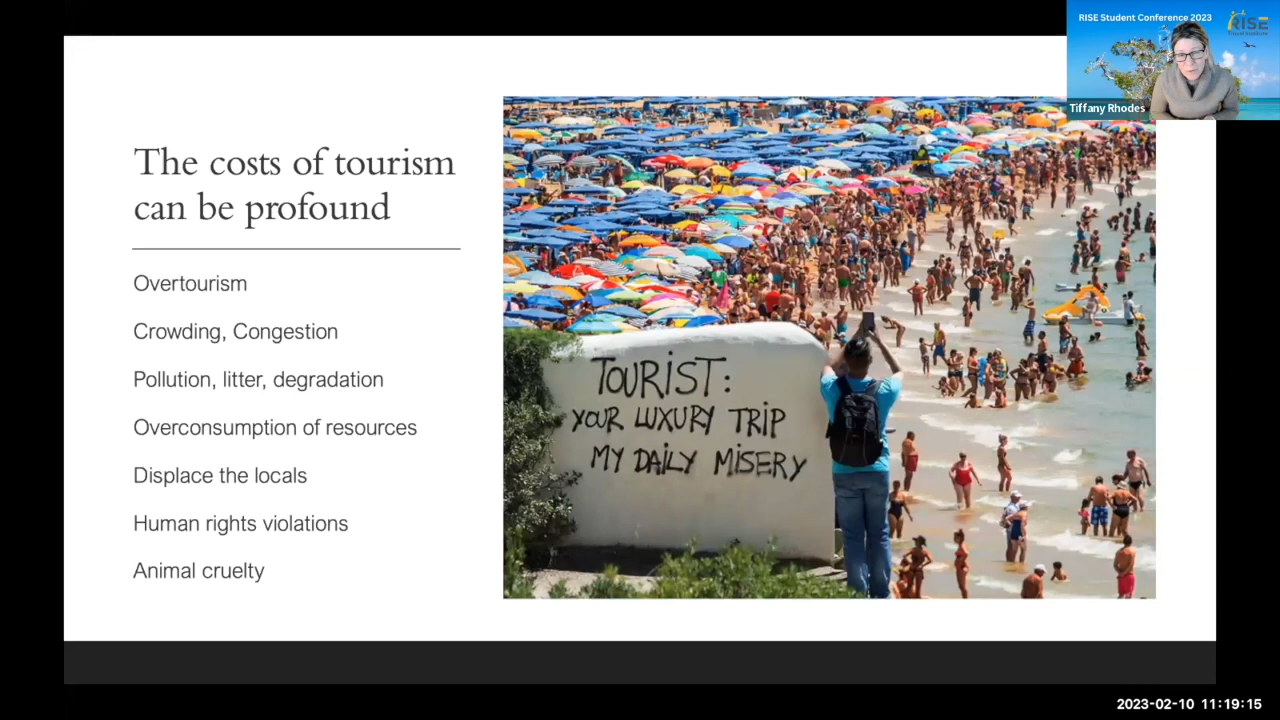 RISE Student Conference 2023
RISE
Travel Institute
Tiffany Rhodes
The costs of tourism
can be profound
Overtourism
Crowding, Congestion
Pollution, litter, degradation
Overconsumption of resources
Displace the locals
Human rights violations
Animal cruelty
TOURIST:
YOUR LUXURY TRIP
MY DAILY MISERY
2023-02-10 11:19:15